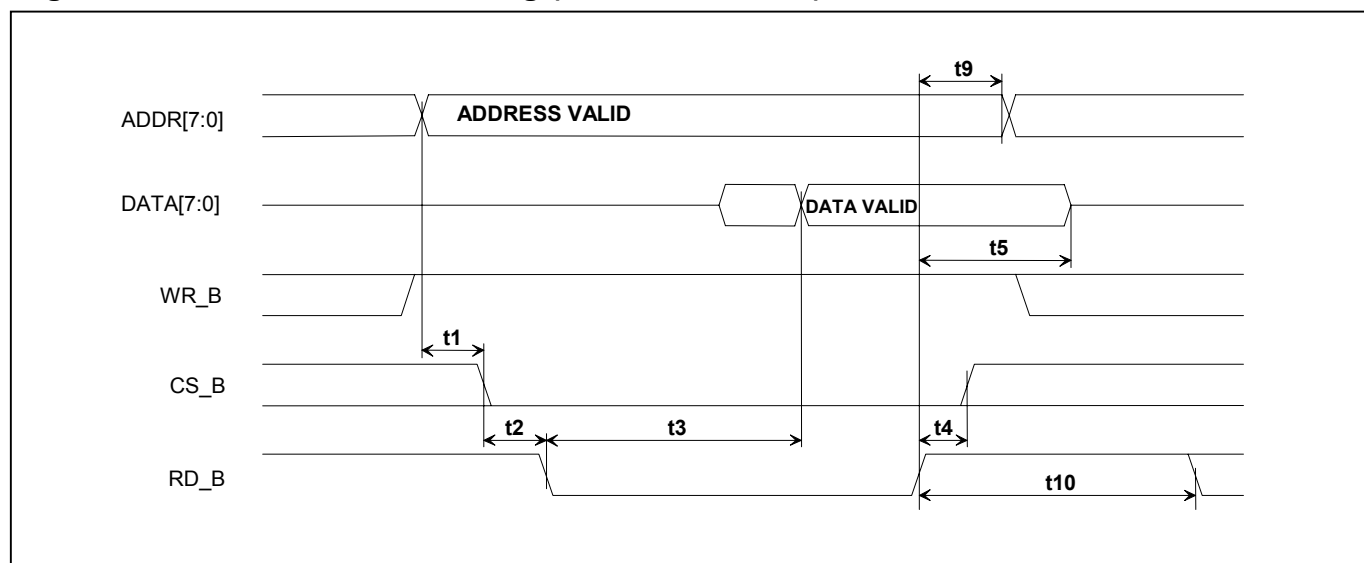 t9
ADDR[7:0]
ADDRESS VALID
DATA[7:0]
DATA VALID
t5
WR_B
t1
CS_B
t2
t3
t4
RD_B
t10